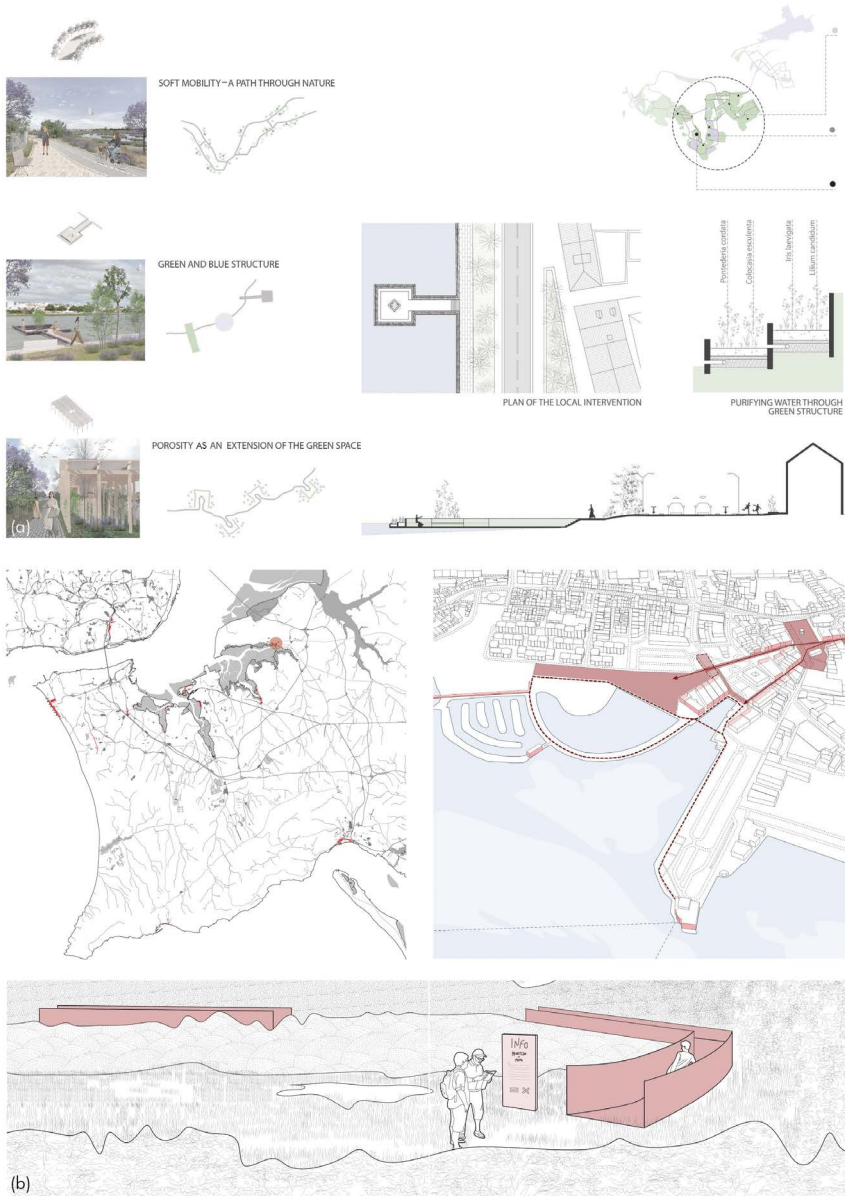 SOFT MOBILITY – A PATH THROUGH NATURE
GREEN AND BLUE STRUCTURE
Pontederia cordata
Colocasia esculenta
Iris laevigata
Lilium candidum
PLAN OF THE LOCAL INTERVENTION
PURIFYING WATER THROUGH
GREEN STRUCTURE
POROSITY AS AN EXTENSION OF THE GREEN SPACE
(a)
INFO
(b)